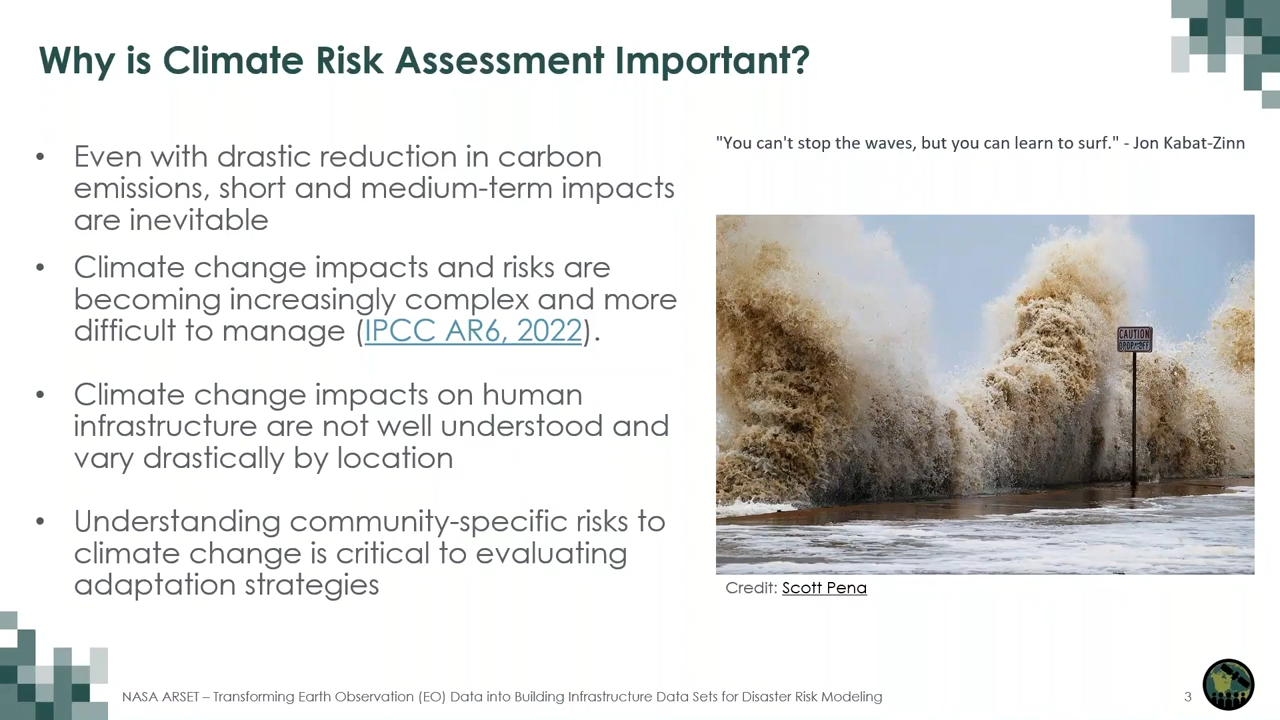 Why is Climate Risk Assessment Important?
• Even with drastic reduction in carbon
emissions, short and medium-term impacts
are inevitable
• Climate change impacts and risks are
becoming increasingly complex and more
difficult to manage (IPCC AR6, 2022).
• Climate change impacts on human
infrastructure are not well understood and
vary drastically by location
• Understanding community-specific risks to
climate change is critical to evaluating
adaptation strategies
"You can't stop the waves, but you can learn to surf." - Jon Kabat-Zinn
CAUTION
DROP OFF
Credit: Scott Pena
NASA ARSET – Transforming Earth Observation (EO) Data into Building Infrastructure Data Sets for Disaster Risk Modeling
3